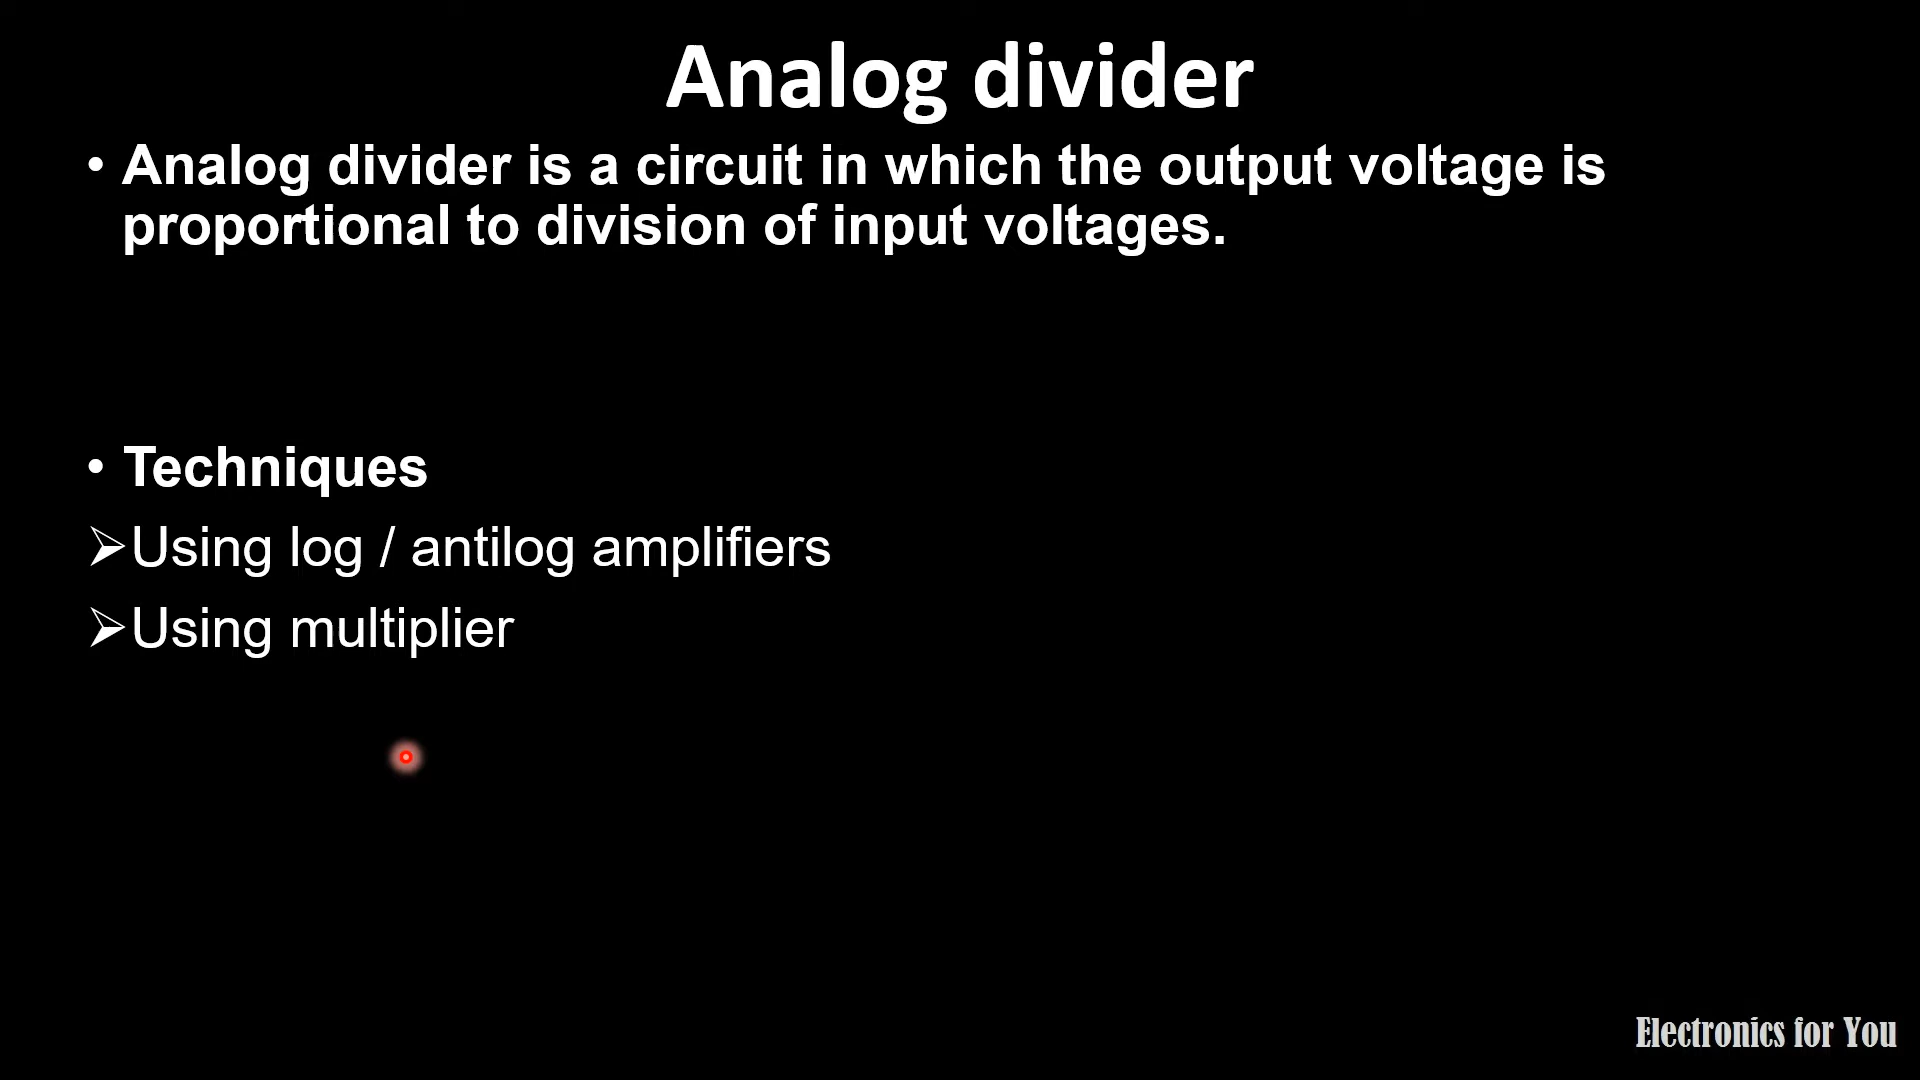 Analog divider
• Analog divider is a circuit in which the output voltage is
proportional to division of input voltages.
• Techniques
➢Using log / antilog amplifiers
➢Using multiplier
Electronics for You